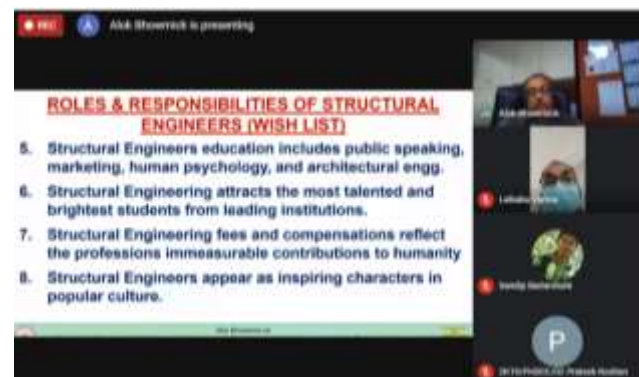 REC
A
Alok Bhowmick is presenting
ROLES & RESPONSIBILITIES OF STRUCTURAL
ENGINEERS (WISH LIST)
5. Structural Engineers education includes public speaking,
marketing, human psychology, and architectural engg.
6. Structural Engineering attracts the most talented and
brightest students from leading institutions.
7. Structural Engineering fees and compensations reflect
the professions immeasurable contributions to humanity
8. Structural Engineers appear as inspiring characters in
popular culture.
Alok Bhowmick
P